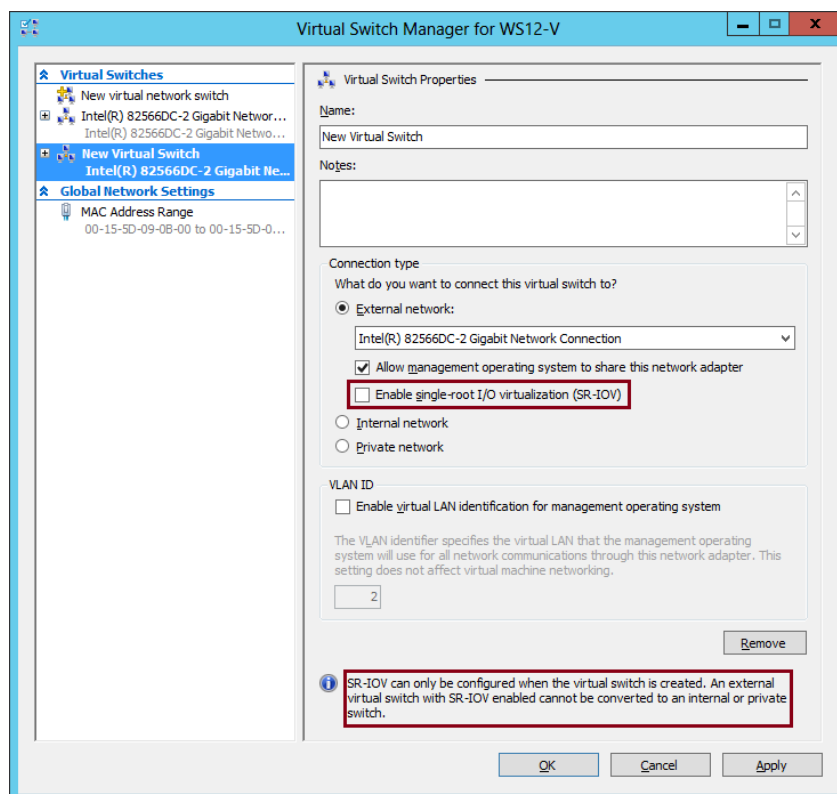 Virtual Switch Manager for WS12-V
Virtual Switches
New virtual network switch
Intel(R) 82566DC-2 Gigabit Networ...
Intel(R) 82566DC-2 Gigabit Netwo...
New Virtual Switch
Intel(R) 82566DC-2 Gigabit Ne...
Global Network Settings
MAC Address Range
00-15-5D-09-0B-00 to 00-15-5D-0...
Virtual Switch Properties
Name:
New Virtual Switch
Notes:
Connection type
What do you want to connect this virtual switch to?
External network:
Intel(R) 82566DC-2 Gigabit Network Connection
Allow management operating system to share this network adapter
Enable single-root I/O virtualization (SR-IOV)
Internal network
Private network
VLAN ID
Enable virtual LAN identification for management operating system
The VLAN identifier specifies the virtual LAN that the management operating
system will use for all network communications through this network adapter. This
setting does not affect virtual machine networking.
2
Remove
SR-IOV can only be configured when the virtual switch is created. An external
virtual switch with SR-IOV enabled cannot be converted to an internal or private
switch.
OK
Cancel
Apply